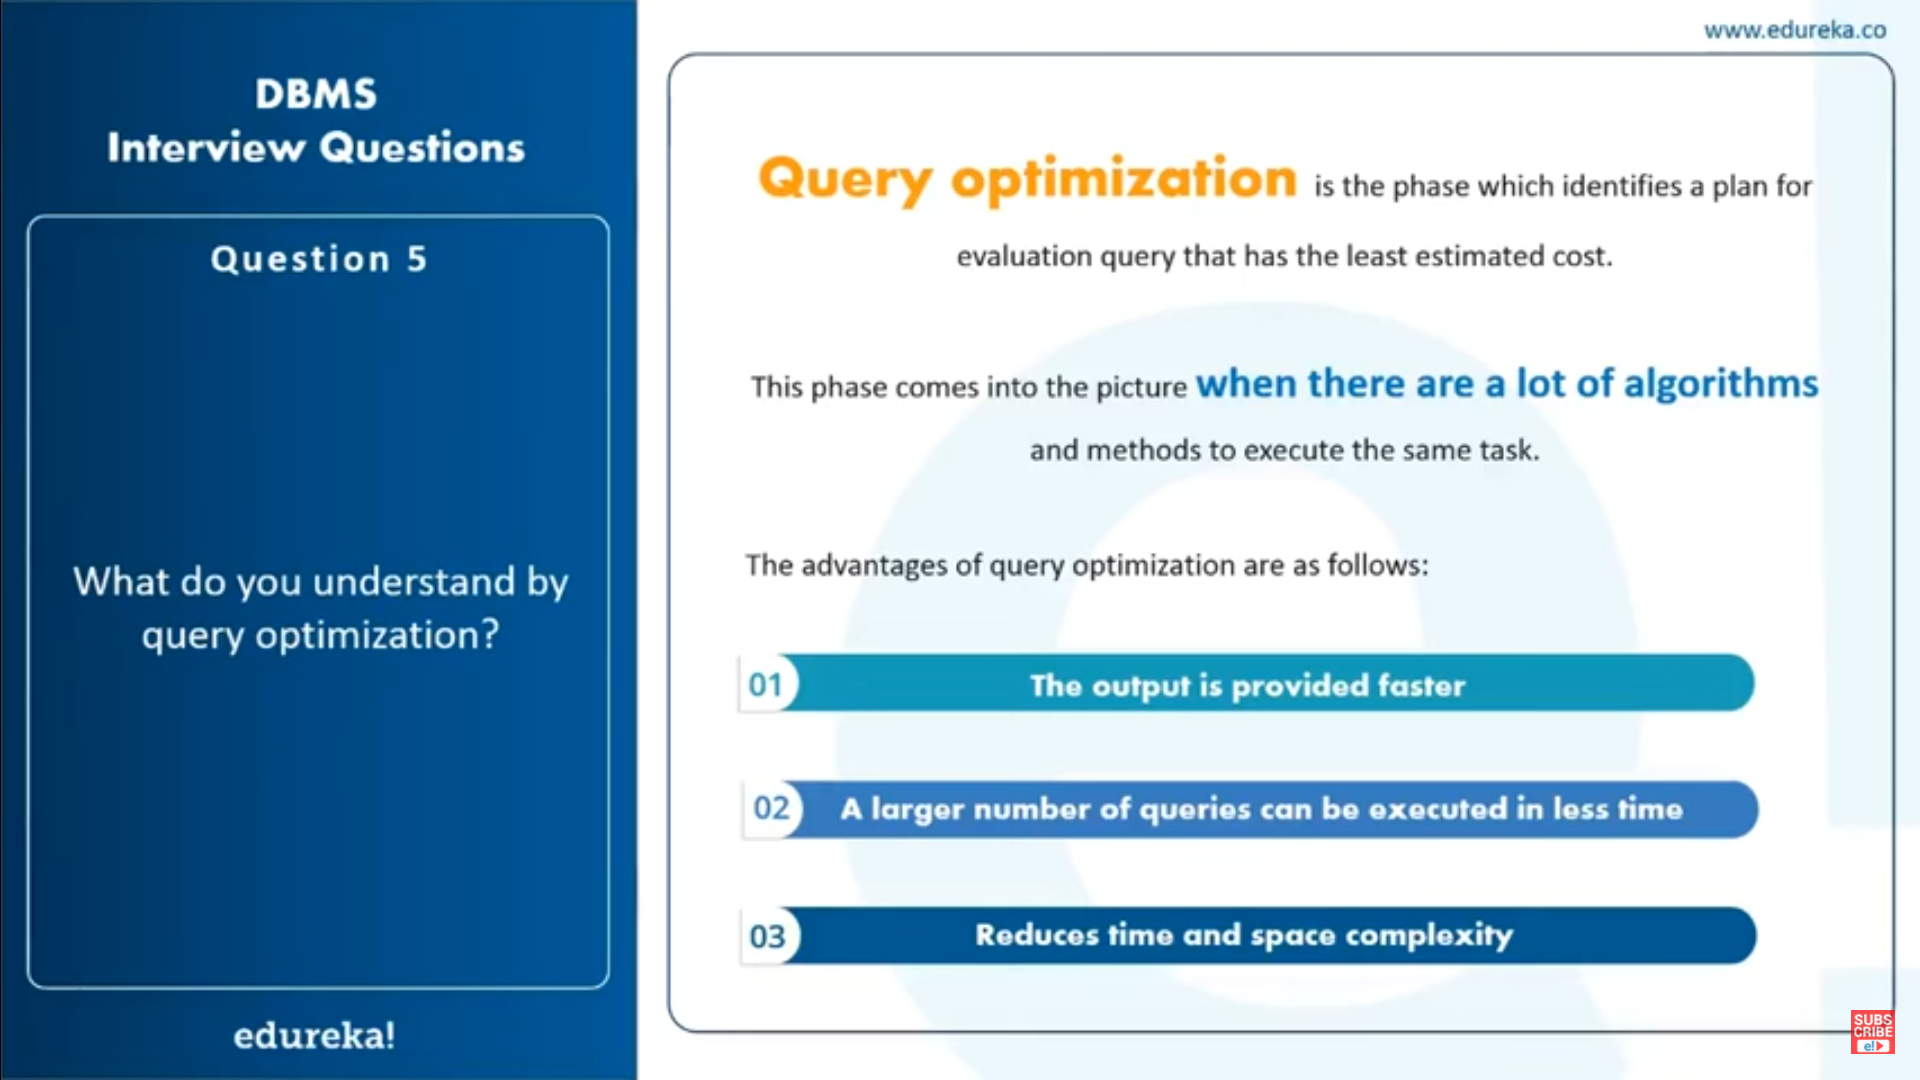 www.edureka.co
DBMS
Interview Questions
Question 5
What do you understand by
query optimization?
edureka!
Query optimization is the phase which identifies a plan for
evaluation query that has the least estimated cost.
This phase comes into the picture when there are a lot of algorithms
and methods to execute the same task.
The advantages of query optimization are as follows:
01 The output is provided faster
02 A larger number of queries can be executed in less time
03 Reduces time and space complexity
SUBS
CRIBE
e!